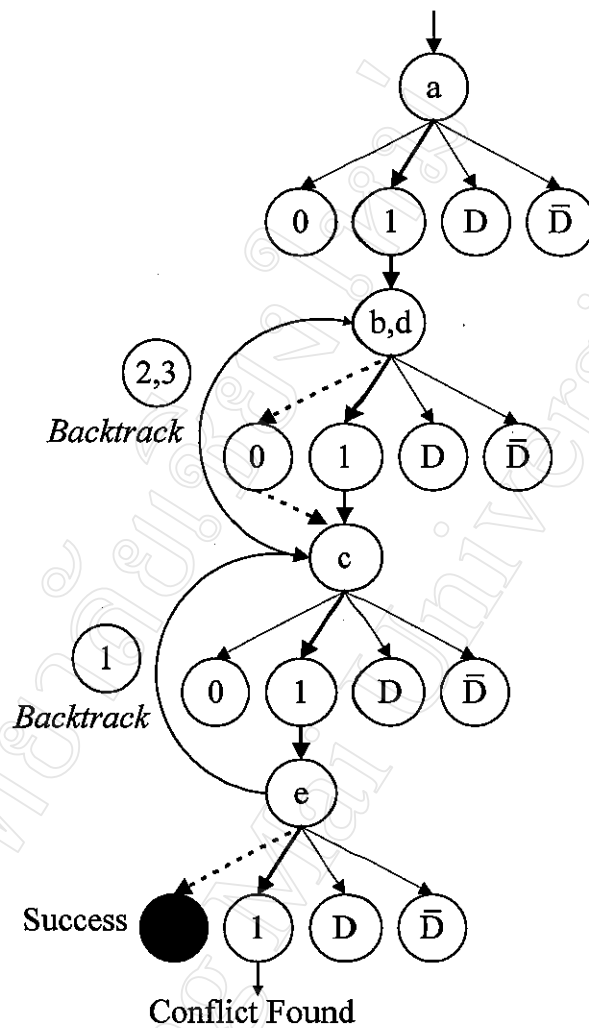 a
0 1 D D̅
b,d
2,3
Backtrack
0 1 D D̅
c
1
Backtrack
0 1 D D̅
e
Success 1 D D̅
Conflict Found